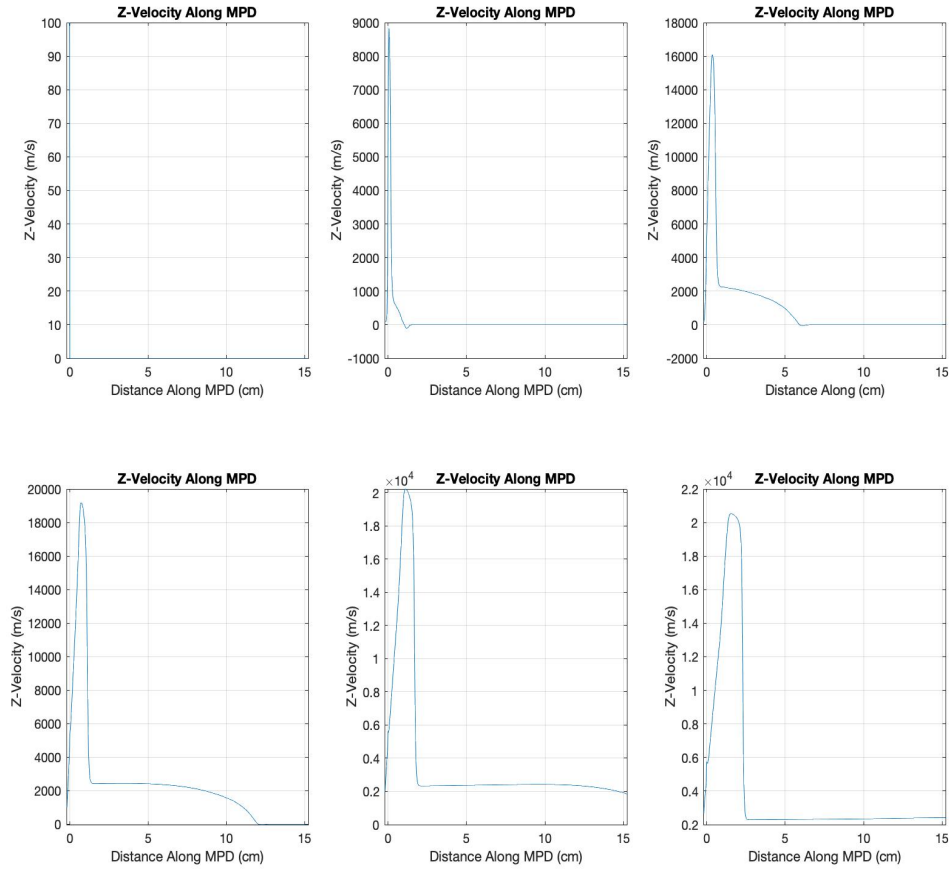 Z-Velocity Along MPD
100
90
80
70
60
50
40
30
20
10
0
Z-Velocity (m/s)
0 5 10 15
Distance Along MPD (cm)
Z-Velocity Along MPD
9000
8000
7000
6000
5000
4000
3000
2000
1000
0
-1000
Z-Velocity (m/s)
0 5 10 15
Distance Along MPD (cm)
Z-Velocity Along MPD
18000
16000
14000
12000
10000
8000
6000
4000
2000
0
-2000
Z-Velocity (m/s)
0 5 10 15
Distance Along (cm)
Z-Velocity Along MPD
20000
18000
16000
14000
12000
10000
8000
6000
4000
2000
0
Z-Velocity (m/s)
0 5 10 15
Distance Along MPD (cm)
Z-Velocity Along MPD
×10⁴
2
1.8
1.6
1.4
1.2
1
0.8
0.6
0.4
0.2
0
Z-Velocity (m/s)
0 5 10 15
Distance Along MPD (cm)
Z-Velocity Along MPD
×10⁴
2.2
2
1.8
1.6
1.4
1.2
1
0.8
0.6
0.4
0.2
Z-Velocity (m/s)
0 5 10 15
Distance Along MPD (cm)